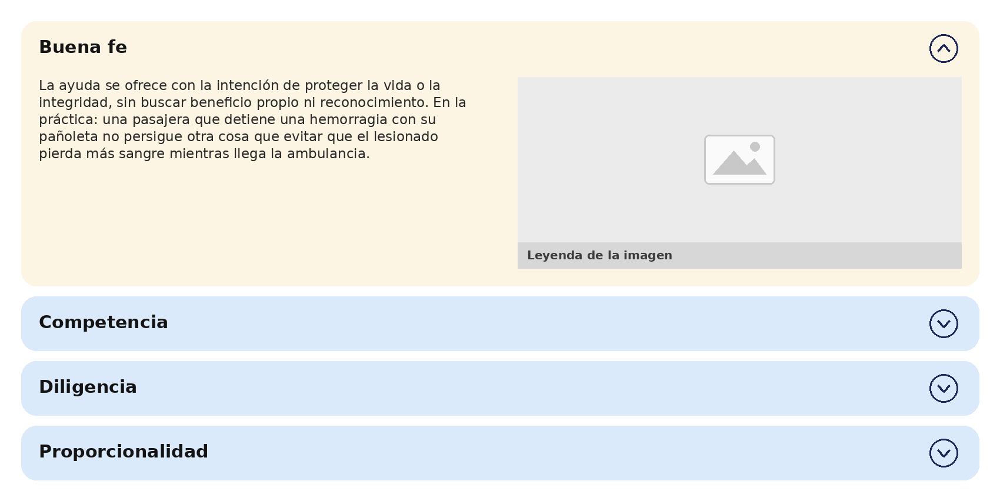 Buena fe
La ayuda se ofrece con la intención de proteger la vida o la
integridad, sin buscar beneficio propio ni reconocimiento. En la
práctica: una pasajera que detiene una hemorragia con su
pañoleta no persigue otra cosa que evitar que el lesionado
pierda más sangre mientras llega la ambulancia.
Leyenda de la imagen
Competencia
Diligencia
Proporcionalidad